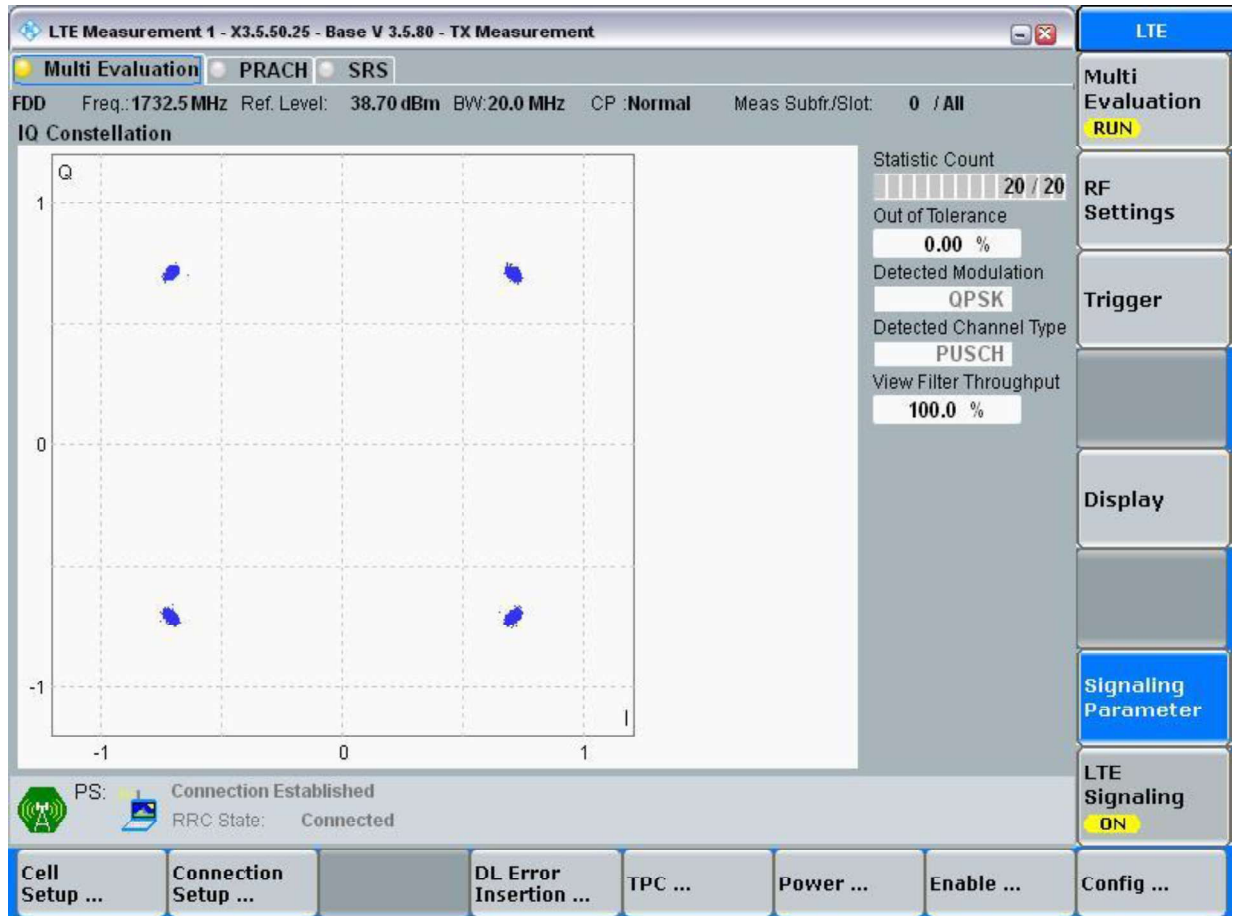 LTE Measurement 1 - X3.5.50.25 - Base V 3.5.80 - TX Measurement
LTE
Multi Evaluation PRACH SRS
FDD Freq.: 1732.5 MHz Ref. Level: 38.70 dBm BW: 20.0 MHz CP : Normal Meas Subfr./Slot: 0 / All
IQ Constellation
Q
1
0
-1
-1 0 1
I
Statistic Count
20 / 20
Out of Tolerance
0.00 %
Detected Modulation
QPSK
Detected Channel Type
PUSCH
View Filter Throughput
100.0 %
Multi
Evaluation
RUN
RF
Settings
Trigger
Display
Signaling
Parameter
LTE
Signaling
ON
PS: Connection Established
RRC State: Connected
Cell
Setup ...
Connection
Setup ...
DL Error
Insertion ...
TPC ...
Power ...
Enable ...
Config ...